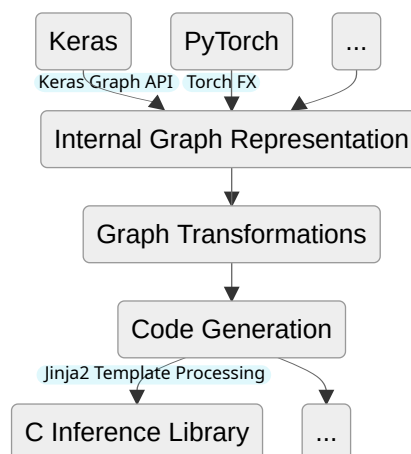 Keras
PyTorch
...
Keras Graph API
Torch FX
Internal Graph Representation
Graph Transformations
Code Generation
Jinja2 Template Processing
C Inference Library
...